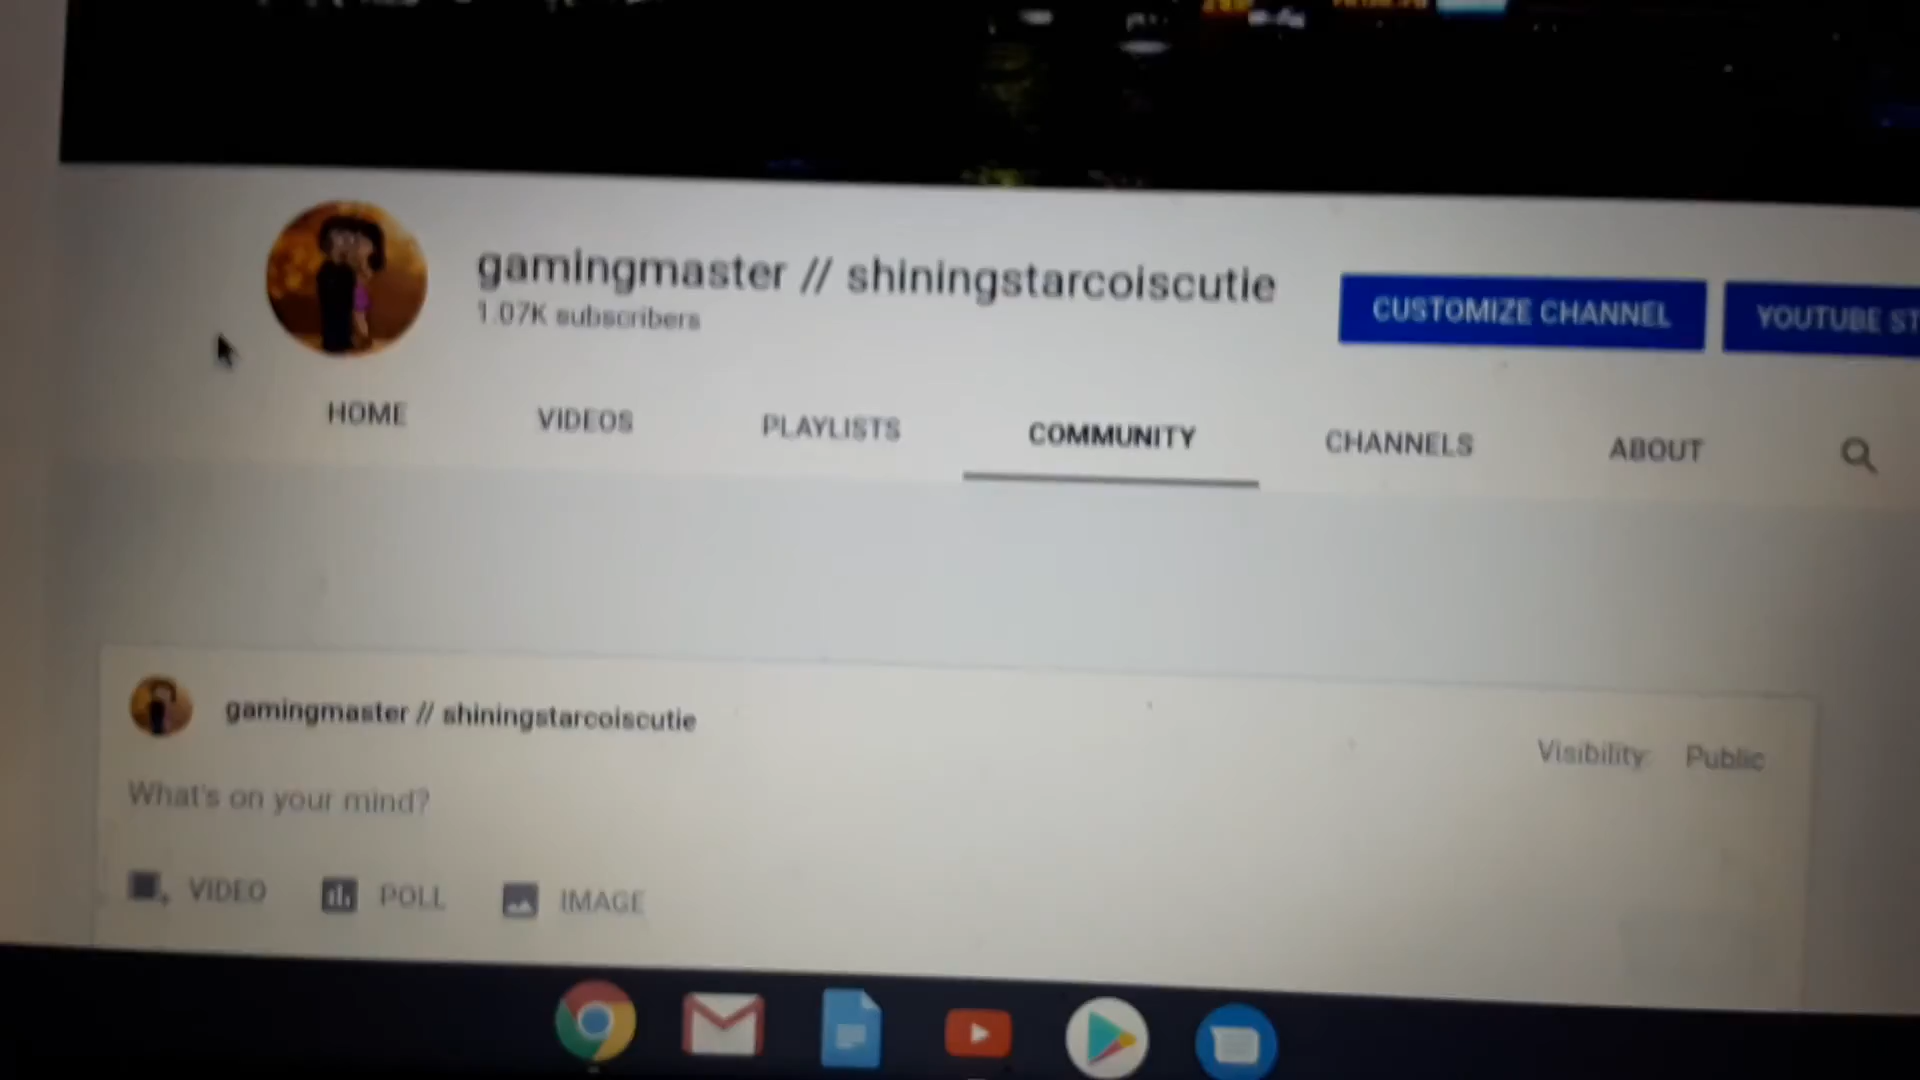 gamingmaster // shiningstarcoiscutie
1.07K subscribers
CUSTOMIZE CHANNEL
YOUTUBE ST
HOME
VIDEOS
PLAYLISTS
COMMUNITY
CHANNELS
ABOUT
gamingmaster // shiningstarcoiscutie
Visibility Public
What's on your mind?
VIDEO
POLL
IMAGE